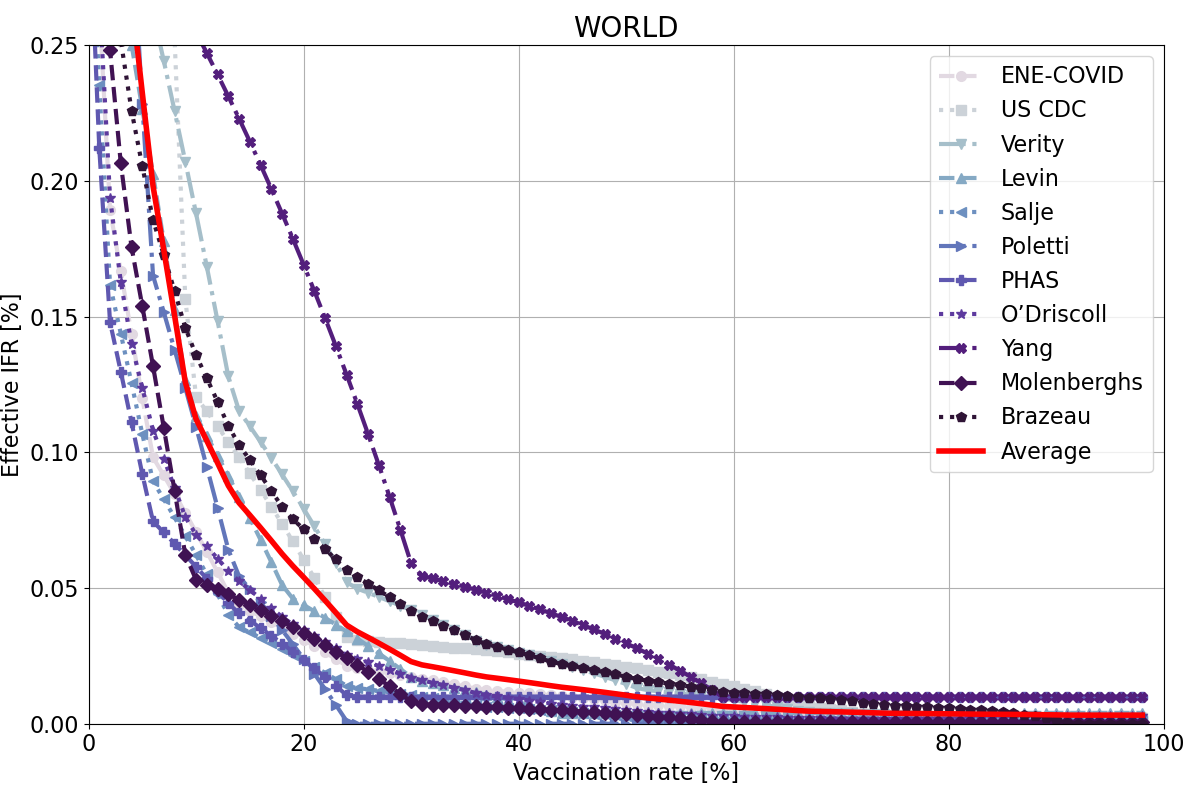 WORLD
Effective IFR [%]
0.25
0.20
0.15
0.10
0.05
0.00
0
20
40
60
80
100
Vaccination rate [%]
ENE-COVID
US CDC
Verity
Levin
Salje
Poletti
PHAS
O’Driscoll
Yang
Molenberghs
Brazeau
Average